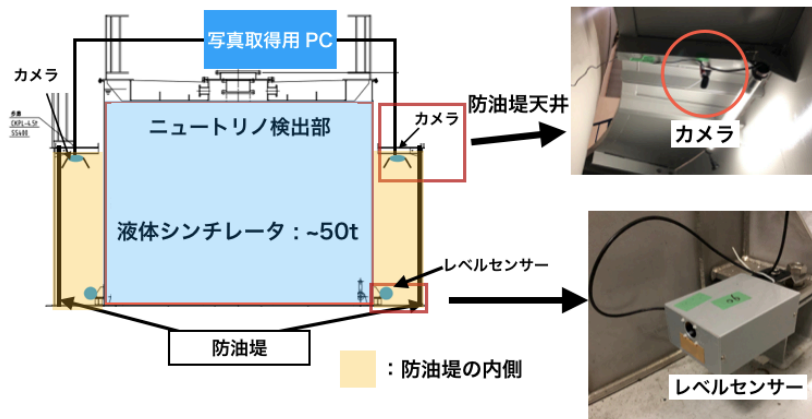 写真取得用 PC
カメラ
カメラ
防油堤天井
カメラ
ニュートリノ検出部
液体シンチレータ：~50t
レベルセンサー
防油堤
：防油堤の内側
レベルセンサー